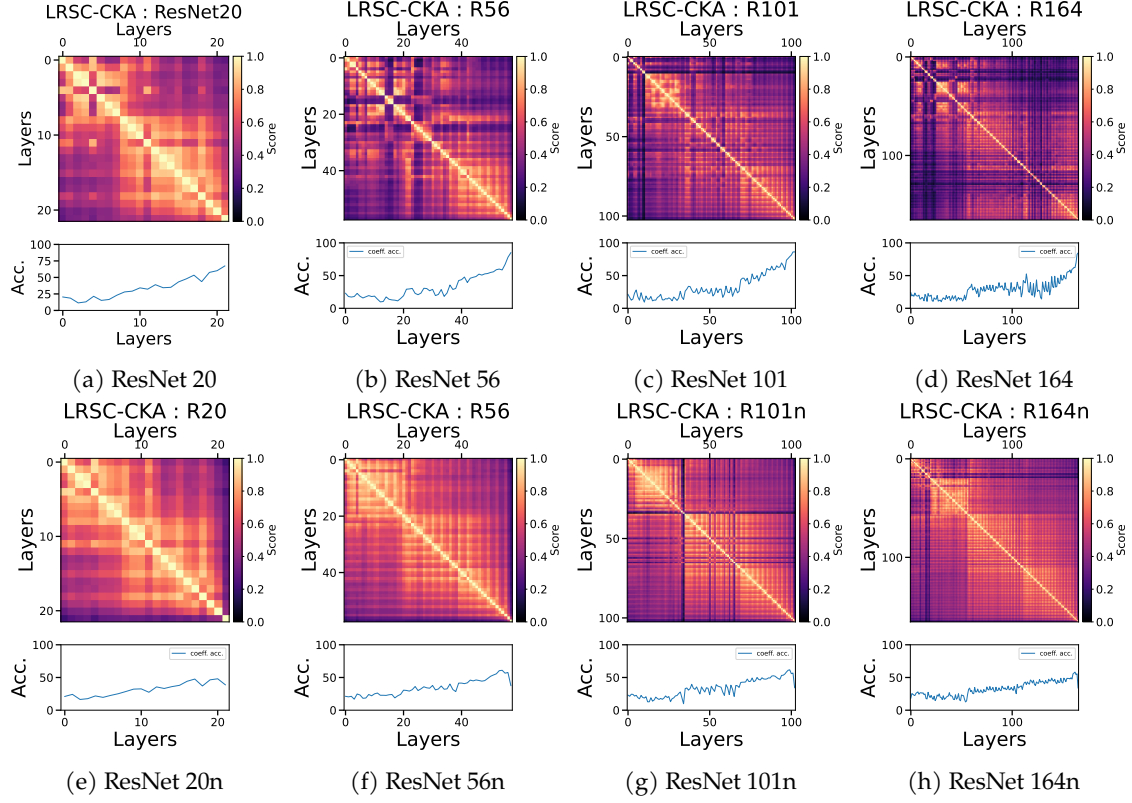 LRSC-CKA : ResNet20
Layers
0 10 20
0
10
20
Layers
1.0
0.8
0.6
0.4
0.2
0.0
Score
100
75
50
25
0
Acc.
0 10 20
Layers
(a) ResNet 20
LRSC-CKA : R56
Layers
0 20 40
0
20
40
Layers
1.0
0.8
0.6
0.4
0.2
0.0
Score
100
50
0
Acc.
coeff. acc.
0 20 40
Layers
(b) ResNet 56
LRSC-CKA : R101
Layers
0 50 100
0
50
100
Layers
1.0
0.8
0.6
0.4
0.2
0.0
Score
100
50
0
Acc.
coeff. acc.
0 50 100
Layers
(c) ResNet 101
LRSC-CKA : R164
Layers
0 100
0
100
Layers
1.0
0.8
0.6
0.4
0.2
0.0
Score
100
50
0
Acc.
coeff. acc.
0 100
Layers
(d) ResNet 164
LRSC-CKA : R20
Layers
0 10 20
0
10
20
Layers
1.0
0.8
0.6
0.4
0.2
0.0
Score
100
50
0
Acc.
coeff. acc.
0 10 20
Layers
(e) ResNet 20n
LRSC-CKA : R56
Layers
0 20 40
0
20
40
Layers
1.0
0.8
0.6
0.4
0.2
0.0
Score
100
50
0
Acc.
coeff. acc.
0 20 40
Layers
(f) ResNet 56n
LRSC-CKA : R101n
Layers
0 50 100
0
50
100
Layers
1.0
0.8
0.6
0.4
0.2
0.0
Score
100
50
0
Acc.
coeff. acc.
0 50 100
Layers
(g) ResNet 101n
LRSC-CKA : R164n
Layers
0 100
0
100
Layers
1.0
0.8
0.6
0.4
0.2
0.0
Score
100
50
0
Acc.
coeff. acc.
0 100
Layers
(h) ResNet 164n